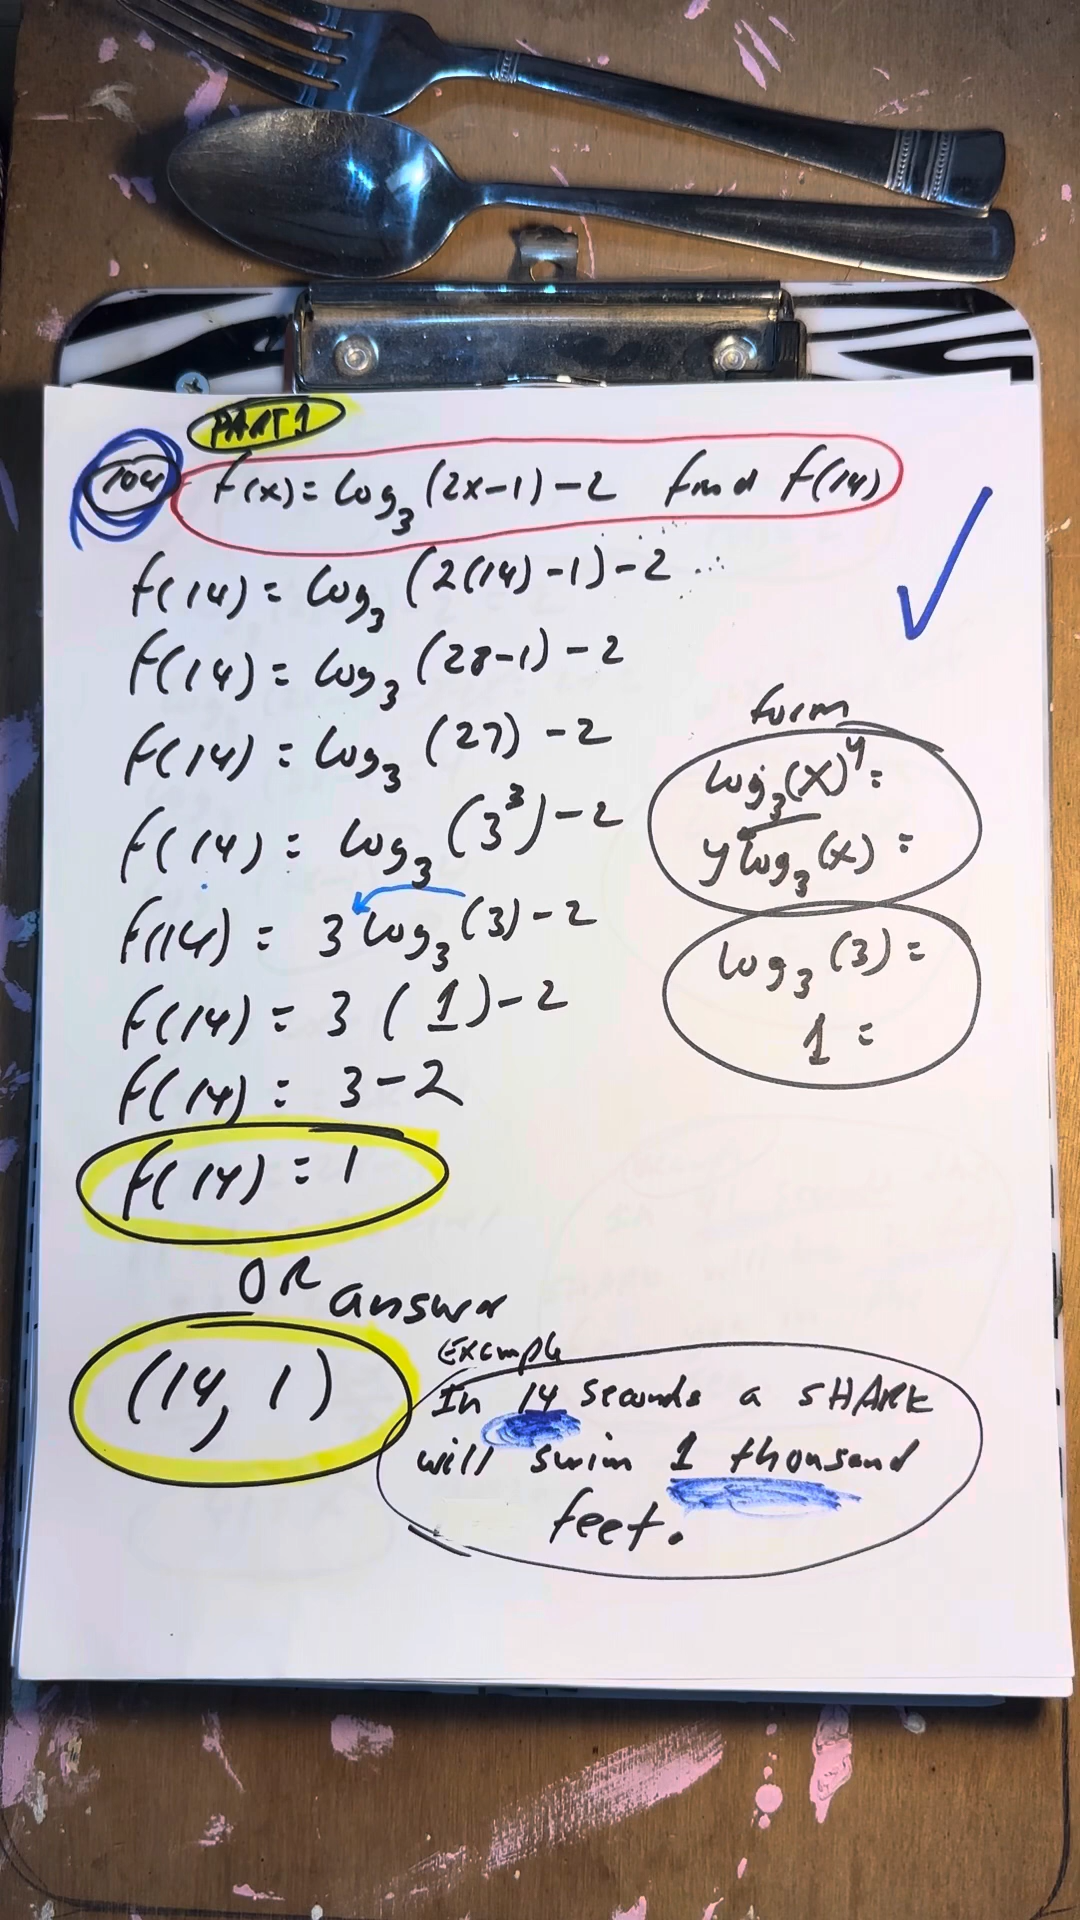 PART 1
104 f(x) = log₃ (2x-1) - 2 find f(14)
f(14) = log₃ (2(14) - 1) - 2
f(14) = log₃ (28-1) - 2
f(14) = log₃ (27) - 2
f(14) = log₃ (3³) - 2
f(14) = 3 log₃ (3) - 2
f(14) = 3 (1) - 2
f(14) = 3 - 2
f(14) = 1
OR answer
(14, 1)
form
log₃(x)ʸ =
y log₃(x) =
log₃ (3) =
1 =
Example
In 14 seconds a SHARK
will swim 1 thousand
feet.